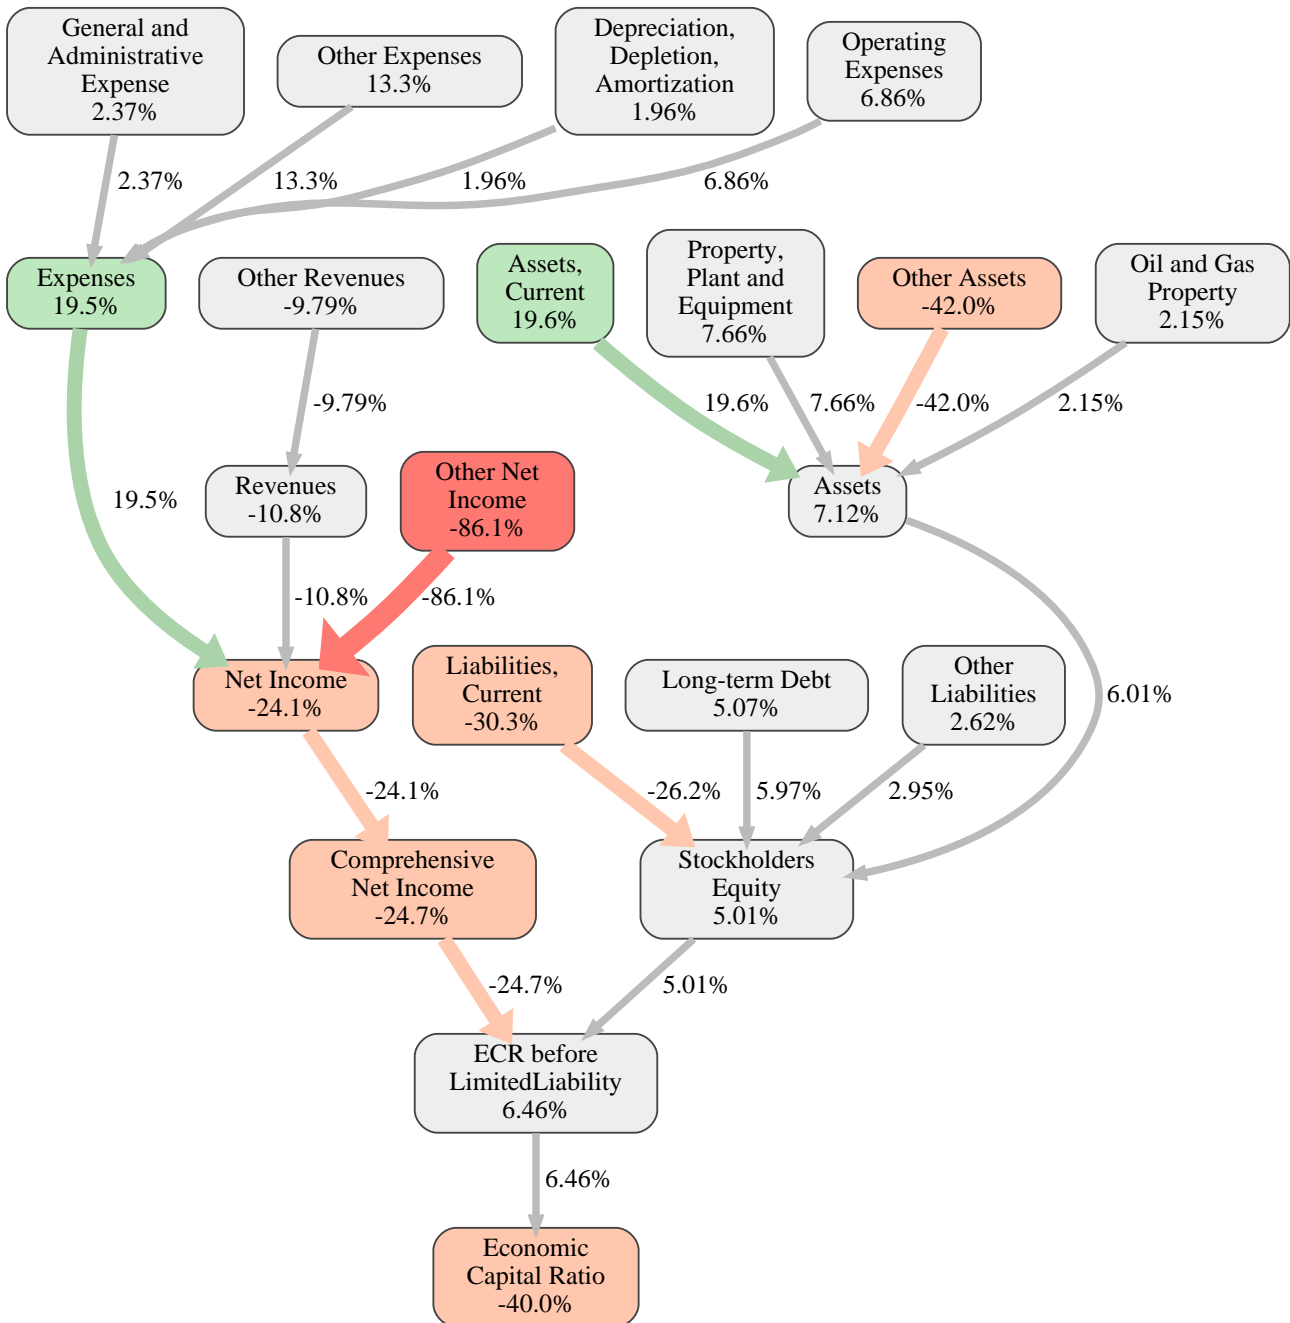 General and
Administrative
Expense
2.37%
Other Expenses
13.3%
Depreciation,
Depletion,
Amortization
1.96%
Operating
Expenses
6.86%
2.37%
13.3%
1.96%
6.86%
Expenses
19.5%
Other Revenues
-9.79%
Assets,
Current
19.6%
Property,
Plant and
Equipment
7.66%
Other Assets
-42.0%
Oil and Gas
Property
2.15%
-9.79%
19.6%
7.66%
-42.0%
2.15%
19.5%
Revenues
-10.8%
Other Net
Income
-86.1%
Assets
7.12%
-10.8%
-86.1%
6.01%
Net Income
-24.1%
Liabilities,
Current
-30.3%
Long-term Debt
5.07%
Other
Liabilities
2.62%
-24.1%
-26.2%
5.97%
2.95%
Comprehensive
Net Income
-24.7%
Stockholders
Equity
5.01%
-24.7%
5.01%
ECR before
LimitedLiability
6.46%
6.46%
Economic
Capital Ratio
-40.0%